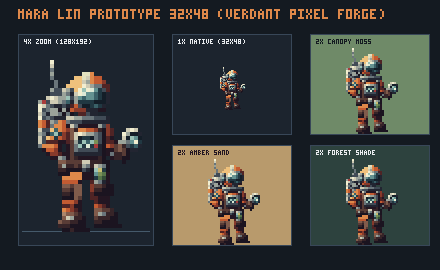 MARA LIN PROTOTYPE 32X48 (VERDANT PIXEL FORGE)
4X ZOOM (128X192)
1X NATIVE (32X48)
2X CANOPY MOSS
2X AMBER SAND
2X FOREST SHADE